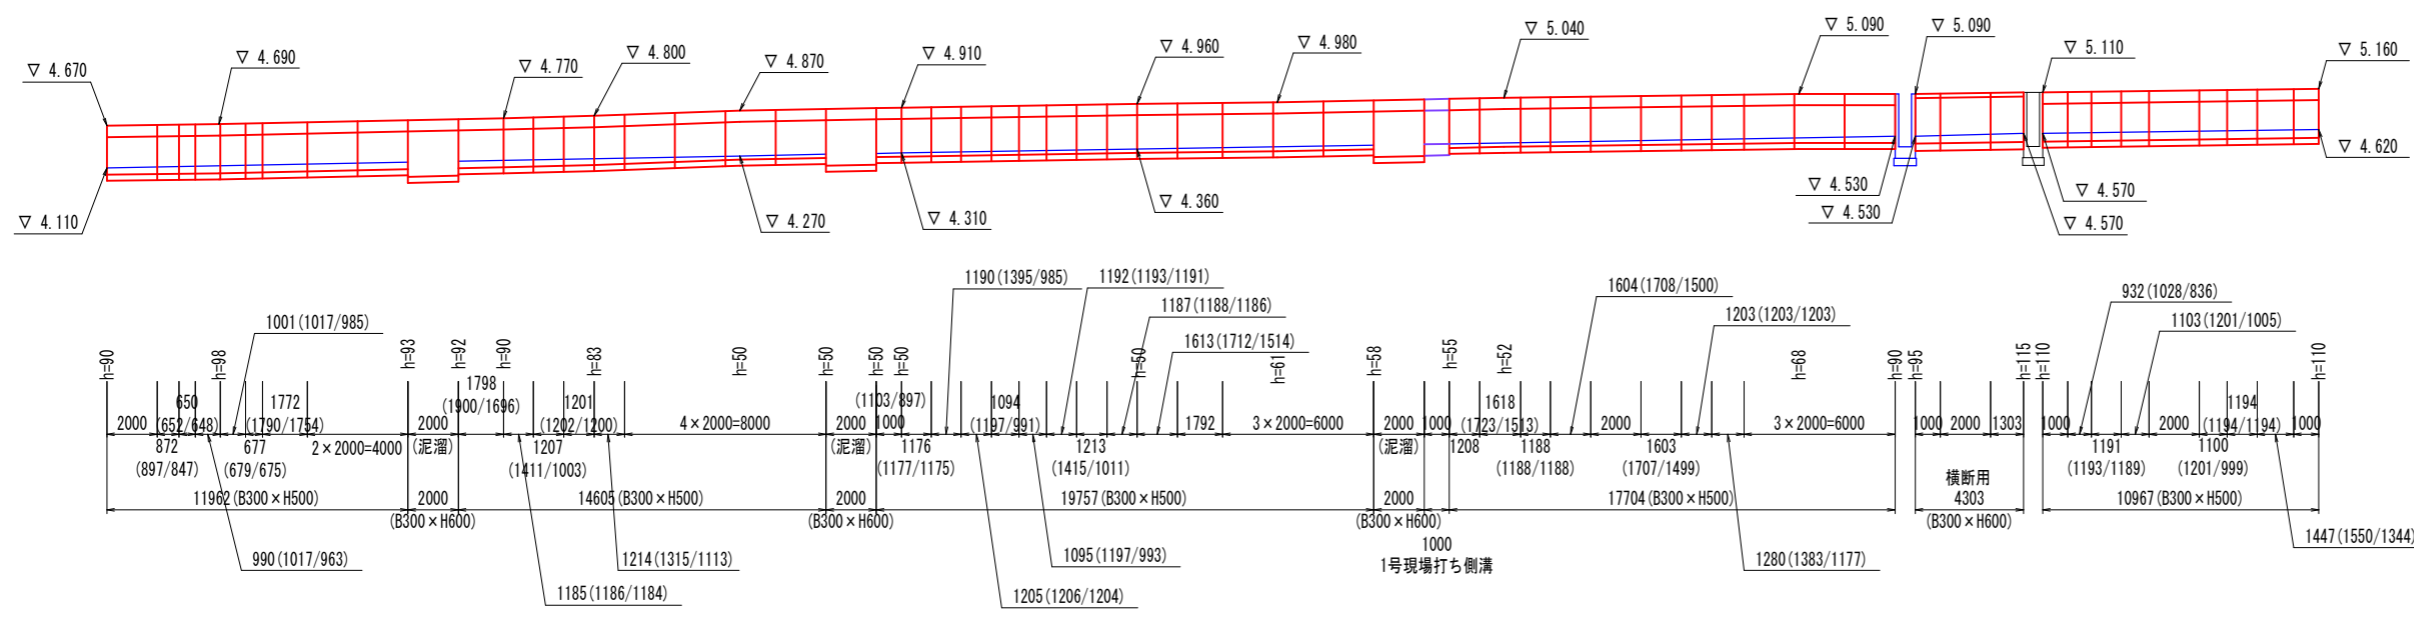 ▽ 4.670
▽ 4.690
▽ 4.770
▽ 4.800
▽ 4.870
▽ 4.910
▽ 4.960
▽ 4.980
▽ 5.040
▽ 5.090
▽ 5.090
▽ 5.110
▽ 5.160
▽ 4.110
▽ 4.270
▽ 4.310
▽ 4.360
▽ 4.530
▽ 4.530
▽ 4.570
▽ 4.570
▽ 4.620
1001(1017/985)
1190(1395/985)
1192(1193/1191)
1187(1188/1186)
1613(1712/1514)
1604(1708/1500)
1203(1203/1203)
932(1028/836)
1103(1201/1005)
h=90
h=98
h=93
h=92
h=90
h=83
h=50
h=50
h=50
h=50
h=50
h=61
h=58
h=55
h=52
h=68
h=90
h=95
h=115
h=110
h=110
2000
872
(897/847)
650
(652/648)
677
(679/675)
1772
(1790/1754)
2×2000=4000
2000
(泥溜)
1798
(1900/1696)
1207
(1411/1003)
1201
(1202/1200)
4×2000=8000
2000
(泥溜)
(1103/897)
1000
1176
(1177/1175)
1094
(1197/991)
1213
(1415/1011)
1792
3×2000=6000
2000
(泥溜)
1000
1208
1618
(1723/1513)
1188
(1188/1188)
2000
1603
(1707/1499)
3×2000=6000
1000
2000
1303
1000
1191
(1193/1189)
2000
1100
(1201/999)
1194
(1194/1194)
1000
11962(B300×H500)
2000
(B300×H600)
14605(B300×H500)
2000
(B300×H600)
19757(B300×H500)
2000
(B300×H600)
1000
1号現場打ち側溝
17704(B300×H500)
横断用
4303
(B300×H600)
10967(B300×H500)
990(1017/963)
1185(1186/1184)
1214(1315/1113)
1205(1206/1204)
1095(1197/993)
1280(1383/1177)
1447(1550/1344)